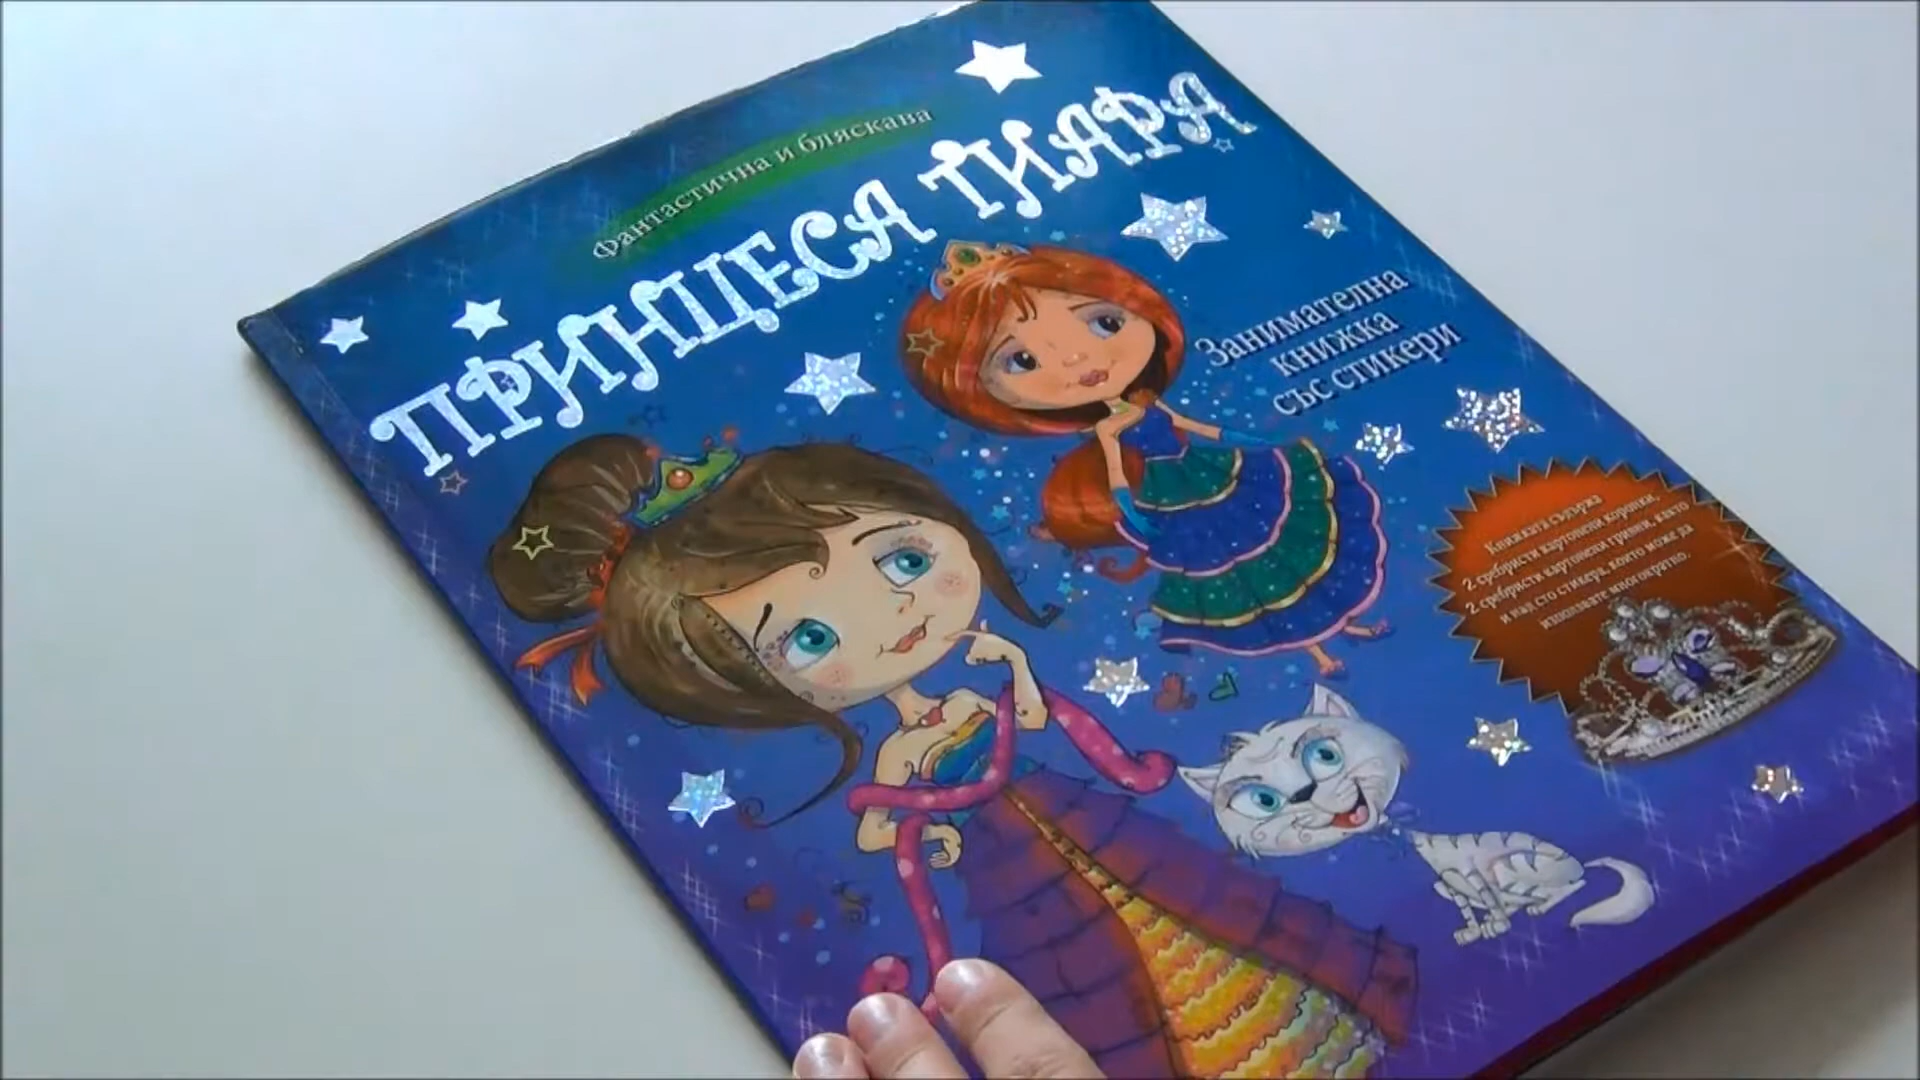 Фантастична и бляскава
ПРИНЦЕСА ТИАРА
Занимателна
книжка
със стикери
Книжката съдържа
2 сребристи картонени коронки,
2 сребристи картонени гривни, както
и над сто стикера, които може да
използвате многократно.